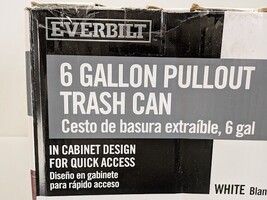 EVERBILT
6 GALLON PULLOUT
TRASH CAN
Cesto de basura extraíble, 6 gal
IN CABINET DESIGN
FOR QUICK ACCESS
Diseño en gabinete
para rápido acceso
WHITE Blan